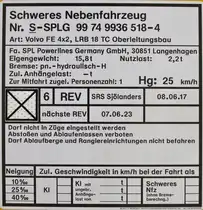 Schweres Nebenfahrzeug
Nr. S-SPLG 99 74 9936 518-4
Art: Volvo FE 4x2, LRB 18 TC Oberleitungsbau
Fa. SPL Powerlines Germany GmbH, 30851 Langenhagen
Eigengewicht: 15,8t Nutzlast: 2,2t
Bremse: pn.- hydraulisch-H
Zul. Anhängelast: -t
Zur Mitfahrt zugel. Personenzahl: 1 Hg: 25 km/h
6 REV SRS Sjölanders 08.06.17
nächste REV 07.06.23
Darf nicht in Züge eingestellt werden
Abstoßen und Ablaufenlassen verboten
Darf Ablaufberge und Rangiereinrichtungen nicht befahren
Neigung Zul. Geschwindigkeit in km/h bei der Fahrt als
10 ‰ Kl mit t Kl ohne Schweres
25 ‰ Nfz
40 ‰